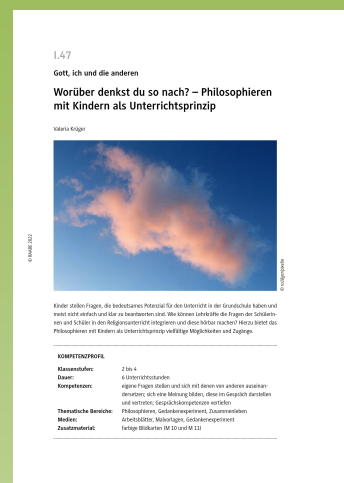 I.47
Gott, ich und die anderen
Worüber denkst du so nach? – Philosophieren
mit Kindern als Unterrichtsprinzip
Valeria Krüger
© RAABE 2022
Kinder stellen Fragen, die bedeutsames Potenzial für den Unterricht in der Grundschule haben und
meist nicht einfach und klar zu beantworten sind. Wie können Lehrkräfte die Fragen der Schülerin-
nen und Schüler in den Religionsunterricht integrieren und diese hörbar machen? Hierzu bietet das
Philosophieren mit Kindern als Unterrichtsprinzip vielfältige Möglichkeiten und Zugänge.
KOMPETENZPROFIL
Klassenstufen: 2 bis 4
Dauer: 6 Unterrichtsstunden
Kompetenzen: eigene Fragen stellen und sich mit denen von anderen auseinan-
dersetzen; sich eine Meinung bilden, diese im Gespräch darstellen
und vertreten; Gesprächskompetenzen vertiefen
Thematische Bereiche: Philosophieren, Gedankenexperiment, Zusammenleben
Medien: Arbeitsblätter, Malvorlagen, Gedankenexperiment
Zusatzmaterial: farbige Bildkarten (M 10 und M 11)